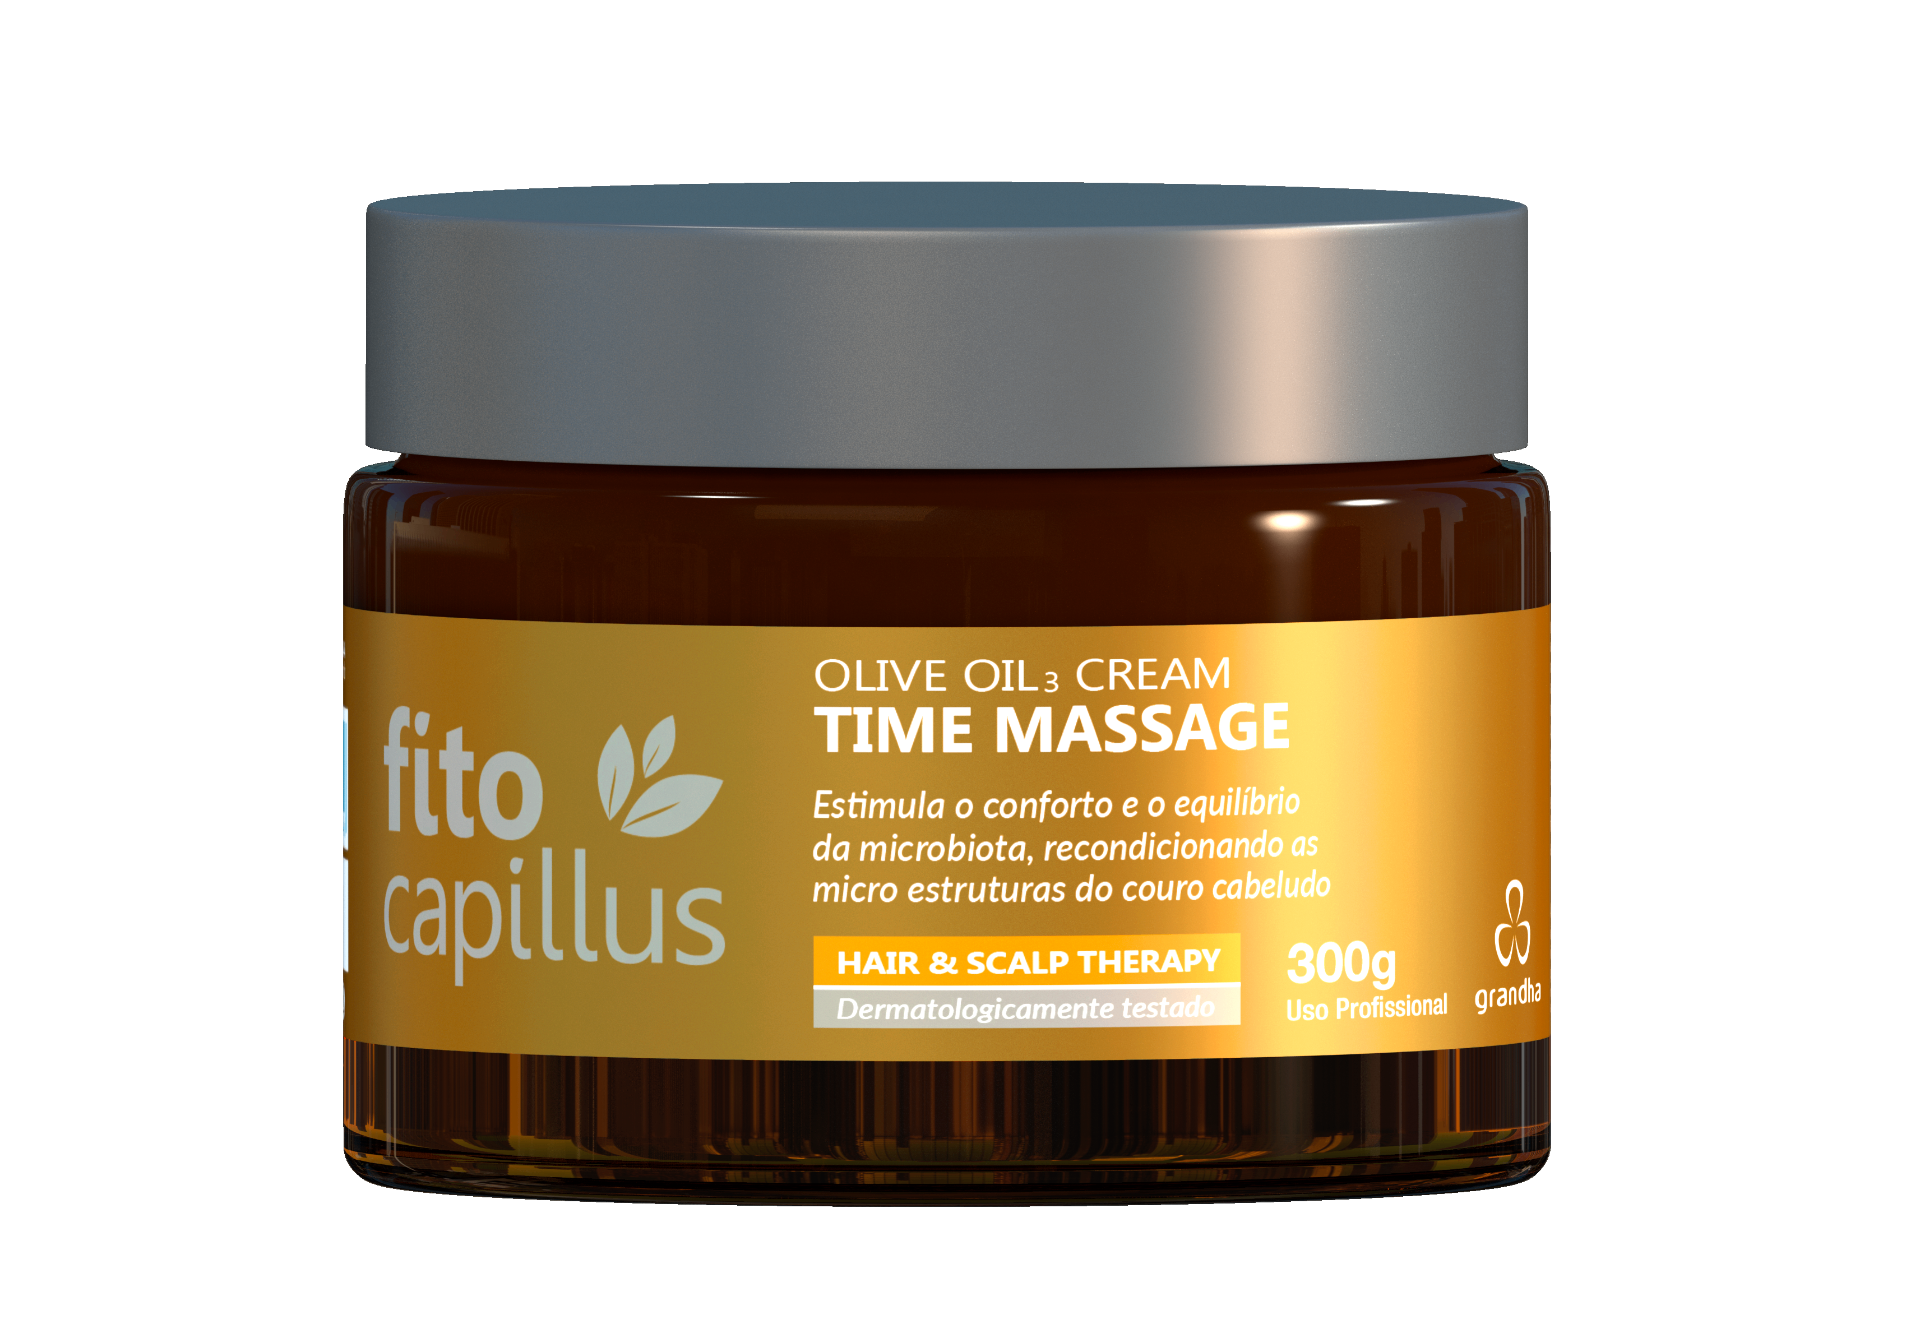 fito
capillus
OLIVE OIL3 CREAM
TIME MASSAGE
Estimula o conforto e o equilíbrio
da microbiota, recondicionando as
micro estruturas do couro cabeludo
HAIR & SCALP THERAPY
Dermatologicamente testado
300g
Uso Profissional
grandha